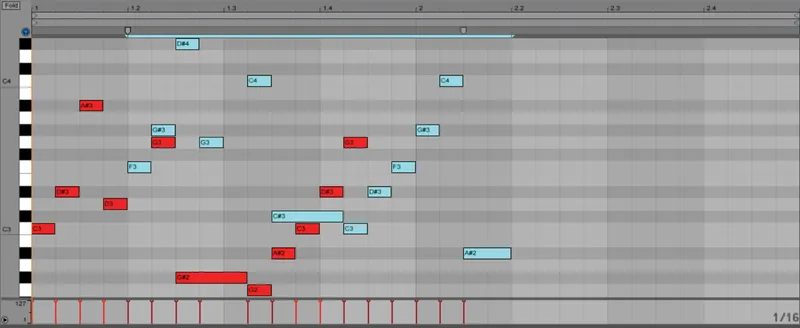 Fold
1 1.2 1.3 1.4 2 2.2 2.3 2.4
D#4
C4 C4 C4
A#3
G#3 G#3
G3 G3 G3
F3 F3
D#3 D#3 D#3
D3
C#3
C3 C3 C3 C3
A#2 A#2
G#2
G2
127
1
1/16